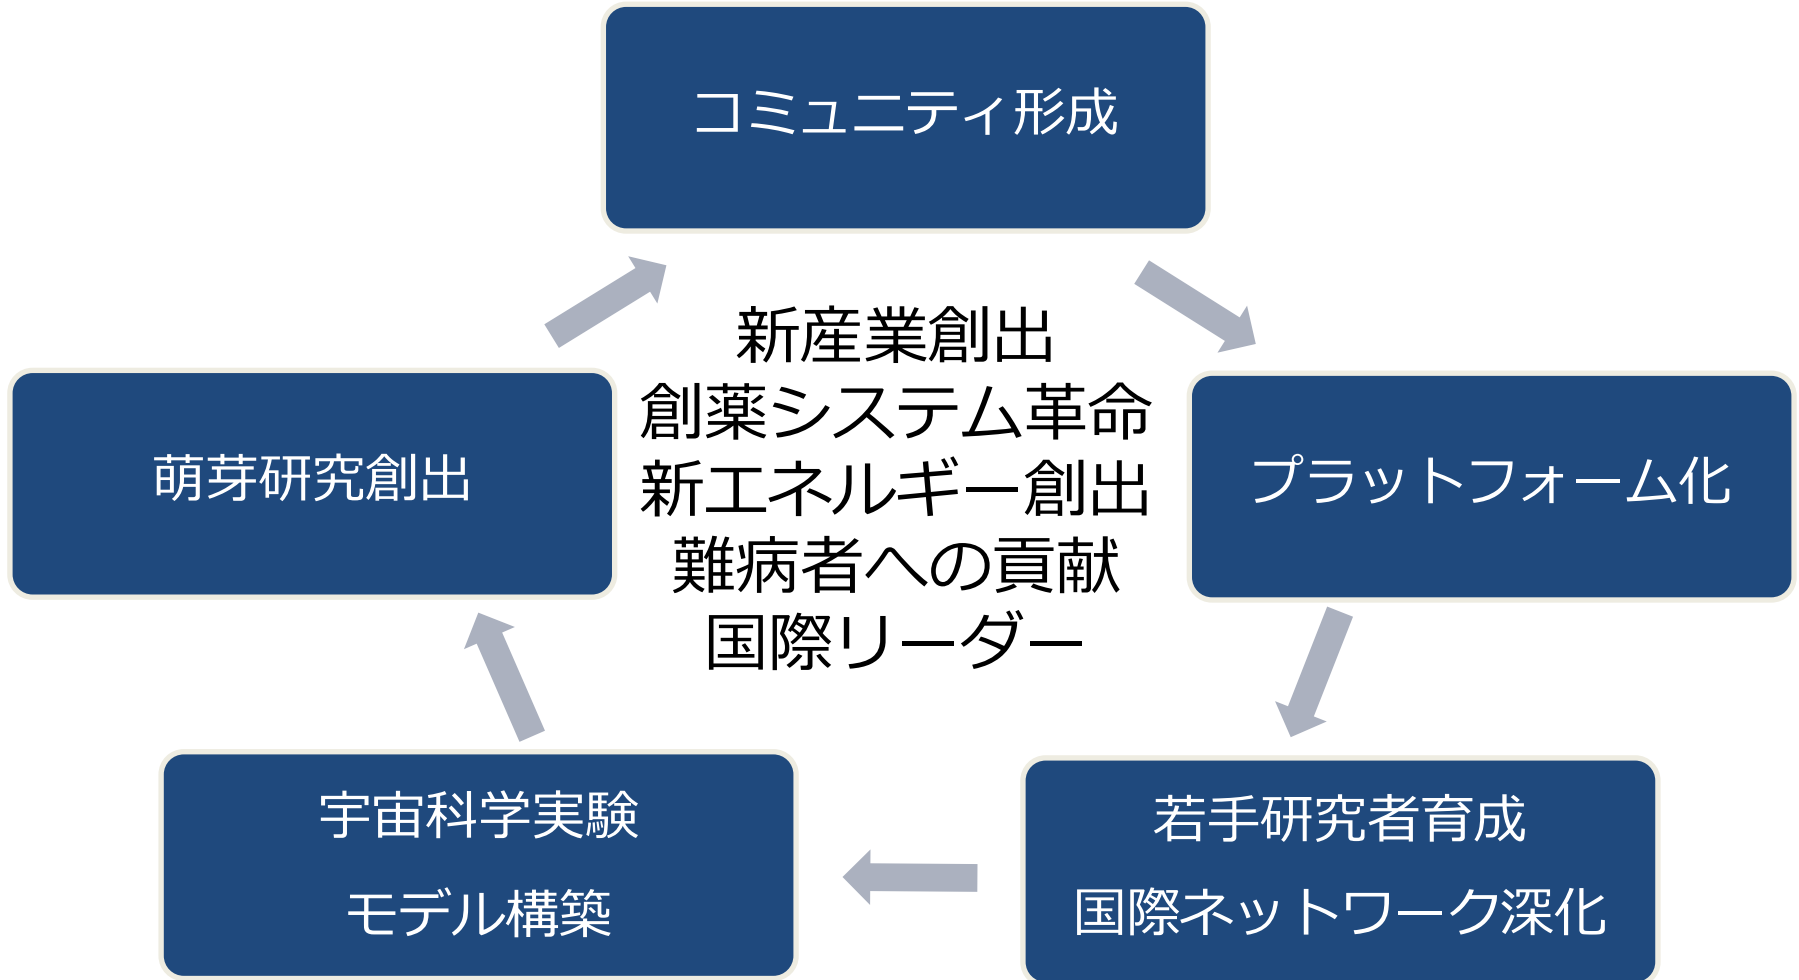 コミュニティ形成
新産業創出
創薬システム革命
新エネルギー創出
難病者への貢献
国際リーダー
プラットフォーム化
若手研究者育成
国際ネットワーク深化
宇宙科学実験
モデル構築
萌芽研究創出